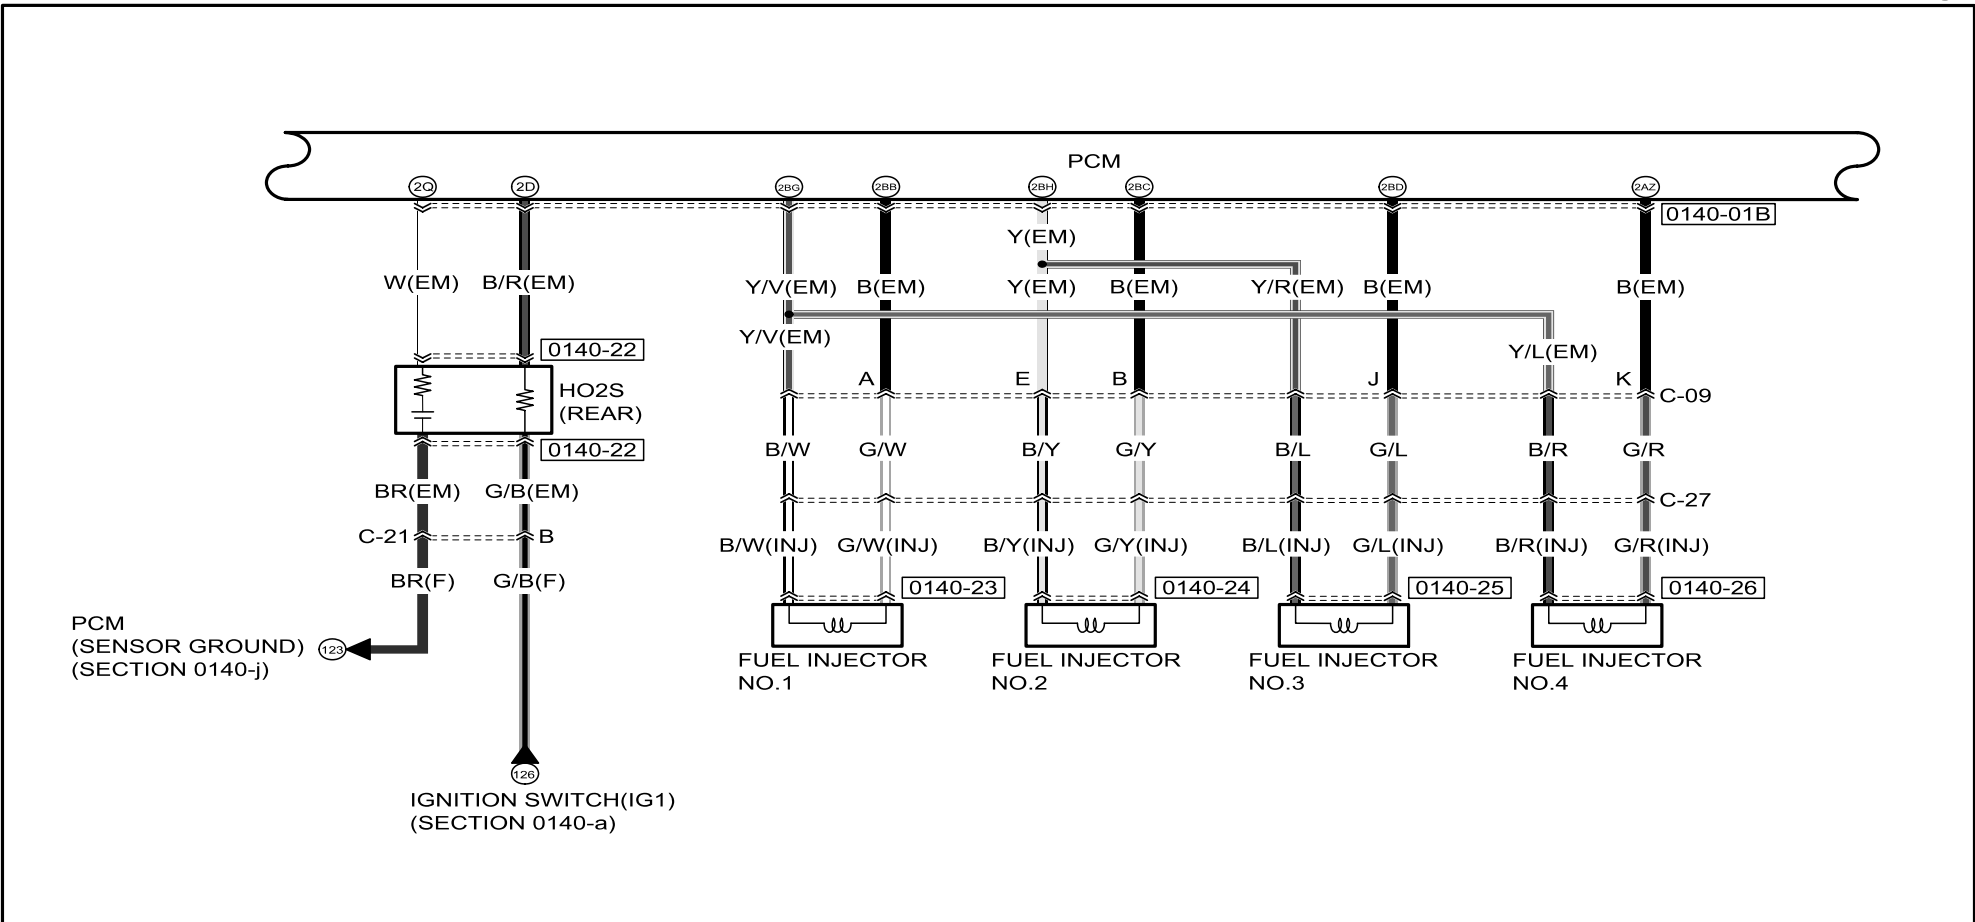 PCM
2Q 2D 2BG 2BB 2BH 2BC 2BD 2AZ
0140-01B
Y(EM)
W(EM) B/R(EM) Y/V(EM) B(EM) Y(EM) B(EM) Y/R(EM) B(EM) B(EM)
Y/V(EM)
0140-22 Y/L(EM)
A E B J K
HO2S
(REAR)
C-09
0140-22 B/W G/W B/Y G/Y B/L G/L B/R G/R
BR(EM) G/B(EM)
C-27
C-21 B
B/W(INJ) G/W(INJ) B/Y(INJ) G/Y(INJ) B/L(INJ) G/L(INJ) B/R(INJ) G/R(INJ)
BR(F) G/B(F)
0140-23 0140-24 0140-25 0140-26
PCM
(SENSOR GROUND)
(SECTION 0140-j)
123
FUEL INJECTOR
NO.1
FUEL INJECTOR
NO.2
FUEL INJECTOR
NO.3
FUEL INJECTOR
NO.4
126
IGNITION SWITCH(IG1)
(SECTION 0140-a)